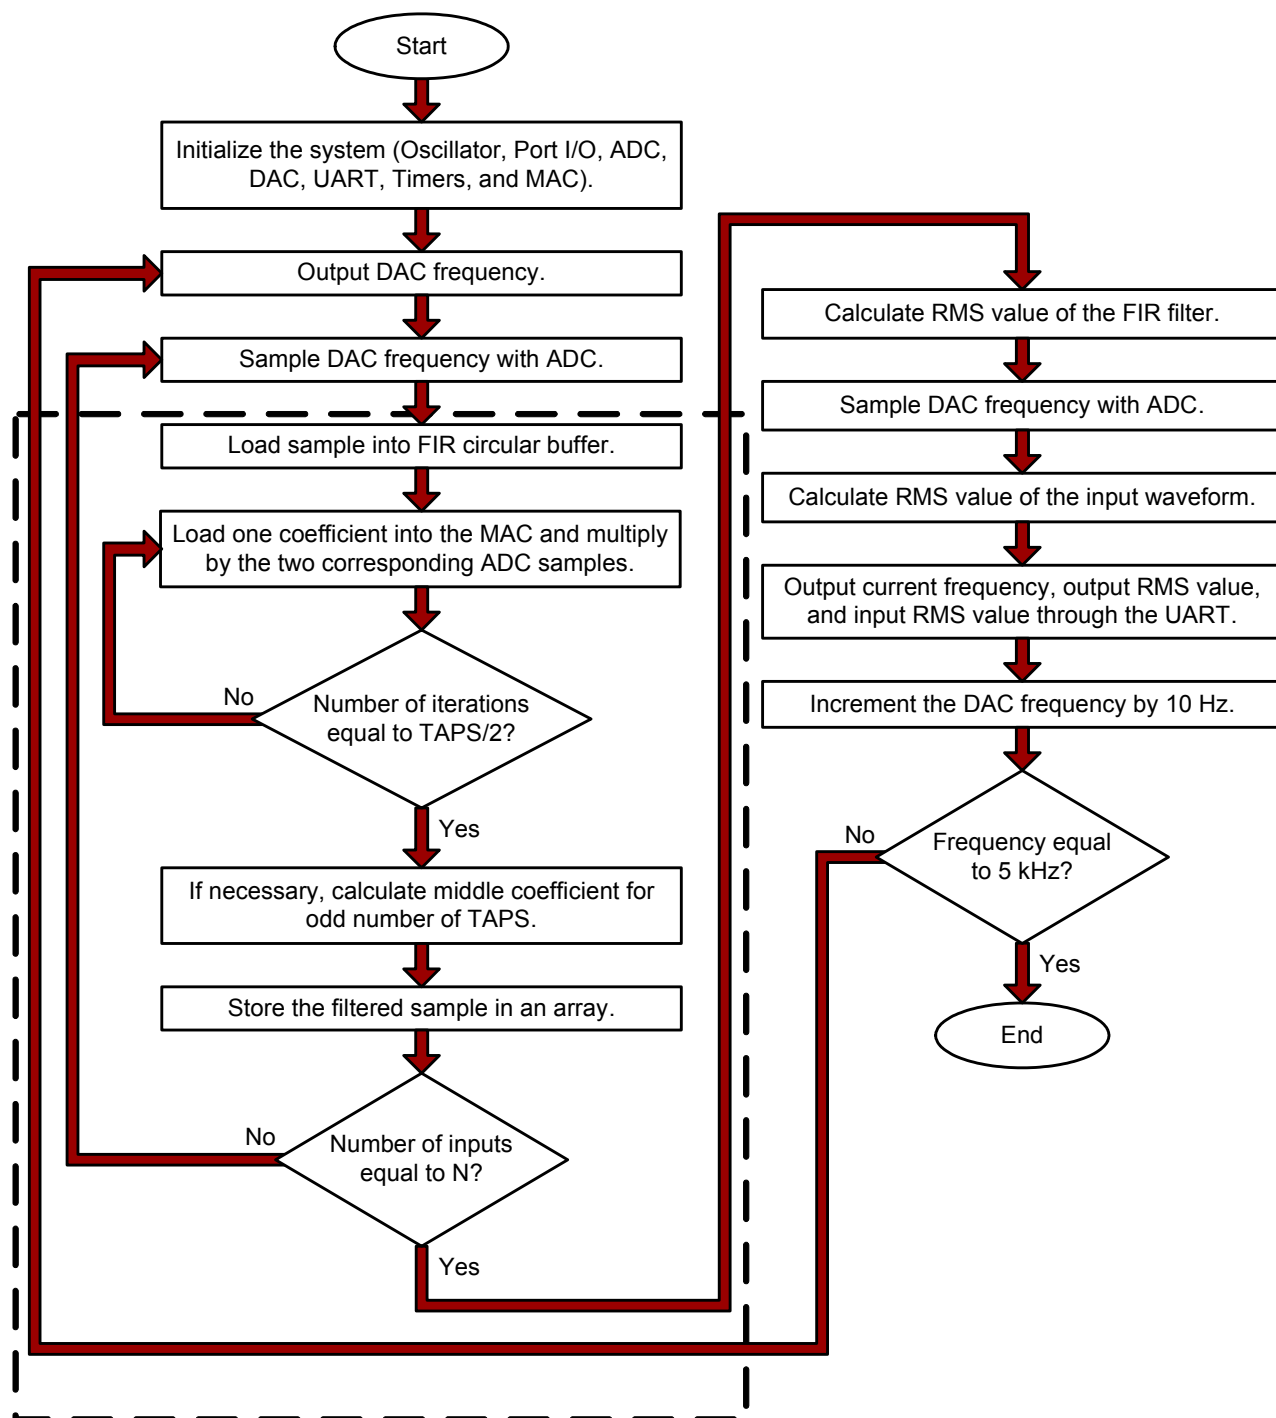 Start
Initialize the system (Oscillator, Port I/O, ADC,
DAC, UART, Timers, and MAC).
Output DAC frequency.
Sample DAC frequency with ADC.
Load sample into FIR circular buffer.
Load one coefficient into the MAC and multiply
by the two corresponding ADC samples.
No
Number of iterations
equal to TAPS/2?
Yes
If necessary, calculate middle coefficient for
odd number of TAPS.
Store the filtered sample in an array.
No
Number of inputs
equal to N?
Yes
Calculate RMS value of the FIR filter.
Sample DAC frequency with ADC.
Calculate RMS value of the input waveform.
Output current frequency, output RMS value,
and input RMS value through the UART.
Increment the DAC frequency by 10 Hz.
No
Frequency equal
to 5 kHz?
Yes
End